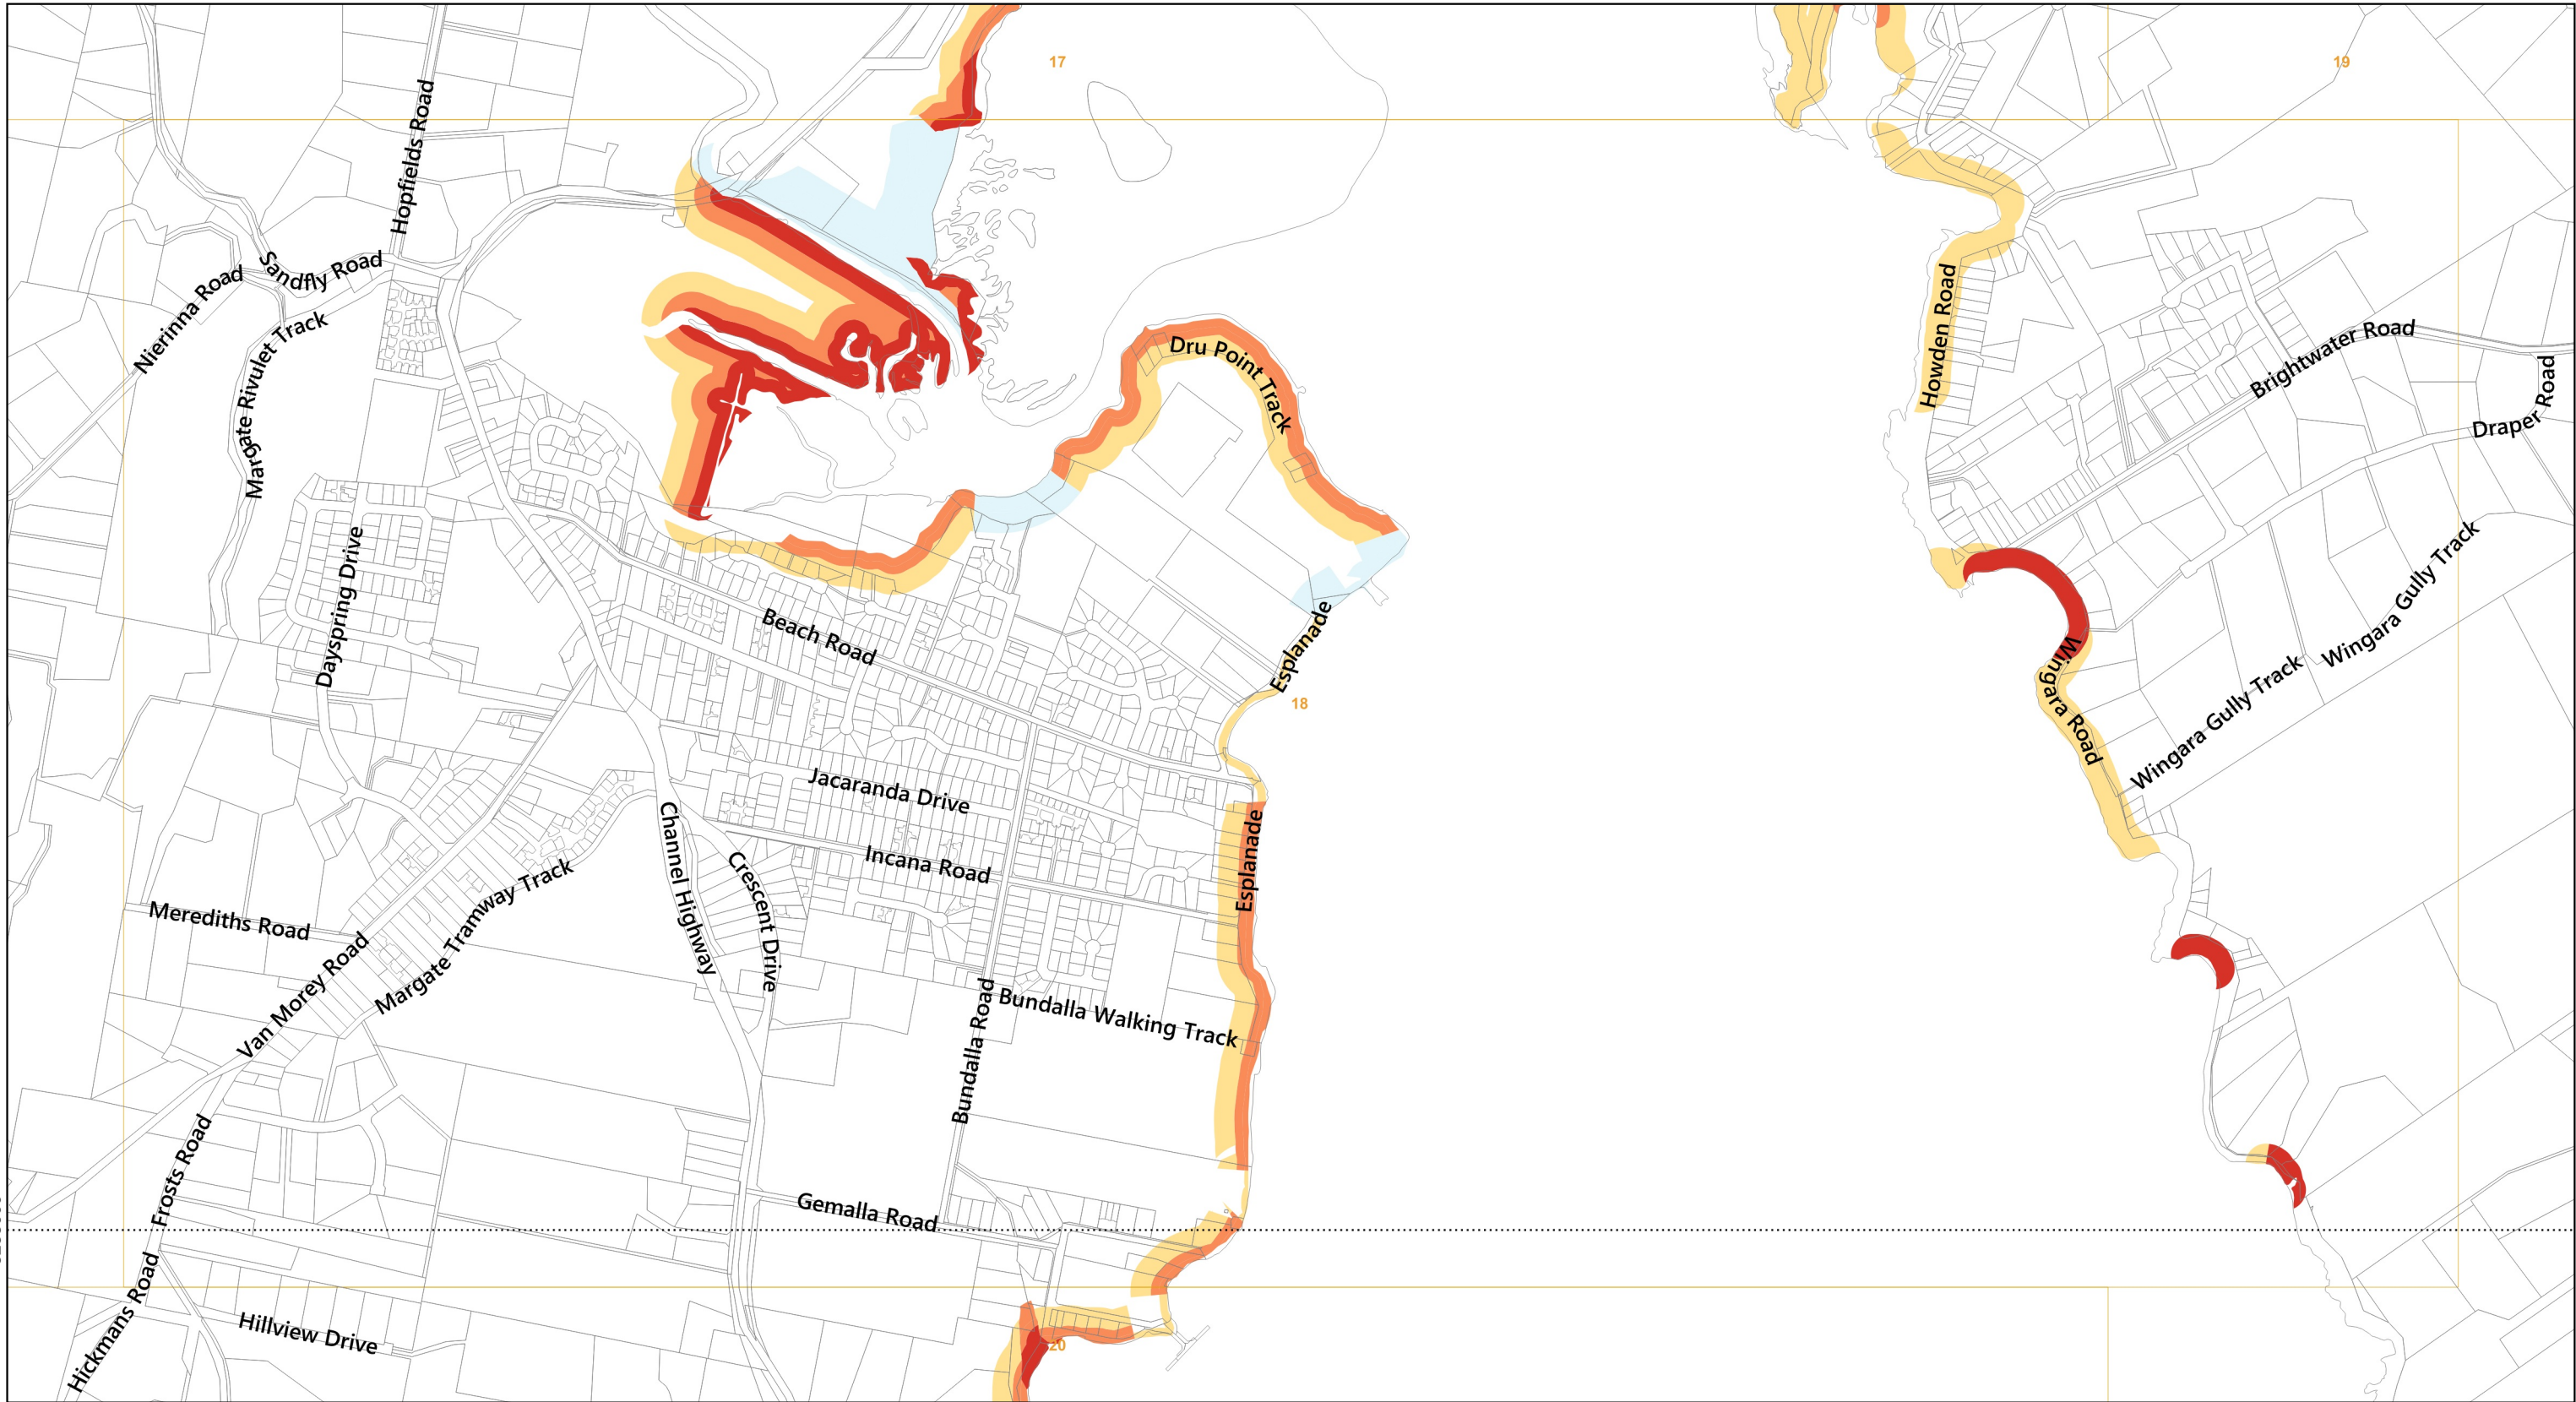 17
19
Hopfields Road
Sandfly Road
Nierinna Road
Margate Rivulet Track
Howden Road
Dru Point Track
Brightwater Road
Draper Road
Dayspring Drive
Beach Road
Esplanade
18
Wingara Gully Track
Wingara Gully Track
Wingara Road
Jacaranda Drive
Channel Highway
Incana Road
Crescent Drive
Esplanade
Merediths Road
Margate Tramway Track
Van Morey Road
Bundalla Road
Bundalla Walking Track
Frosts Road
Gemalla Road
Hickmans Road
Hillview Drive
20